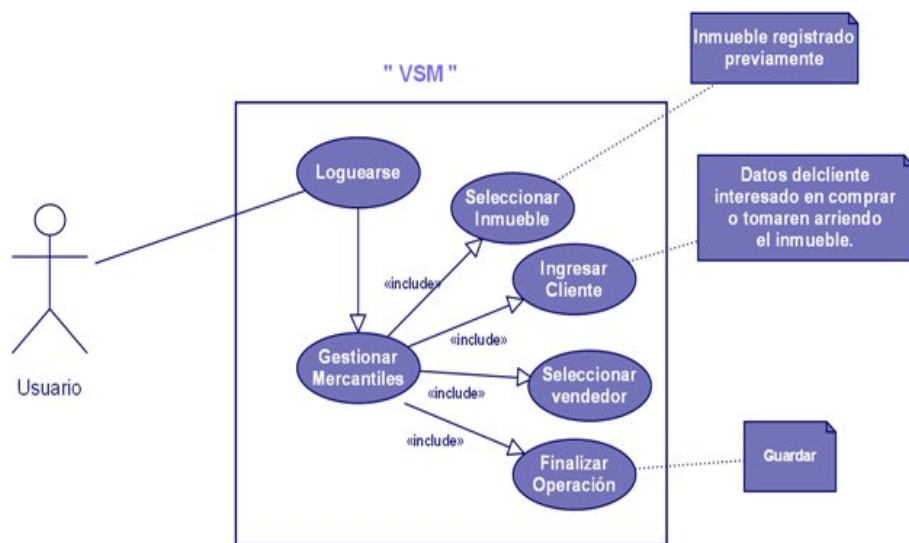 Inmueble registrado
previamente
" VSM "
Loguearse
Seleccionar
Inmueble
Datos delcliente
interesado en comprar
o tomaren arriendo
el inmueble.
Ingresar
Cliente
«include»
«include»
Gestionar
Mercantiles
Seleccionar
vendedor
«include»
«include»
Usuario
Finalizar
Operación
Guardar